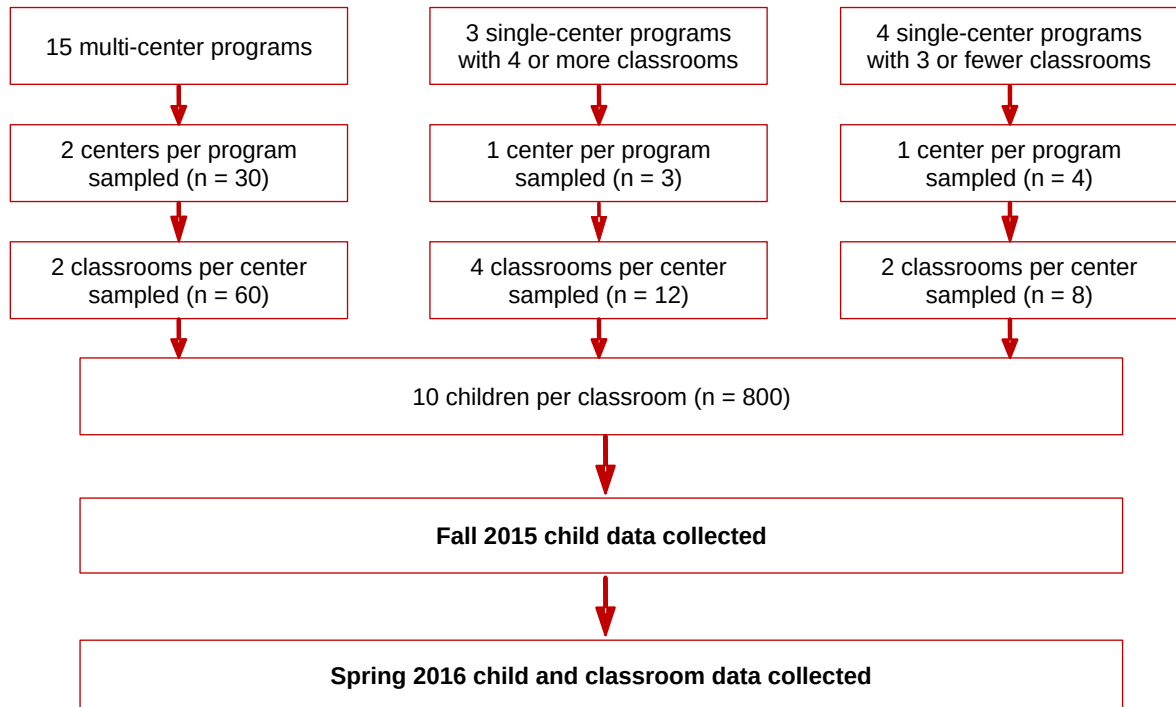 15 multi-center programs
3 single-center programs
with 4 or more classrooms
4 single-center programs
with 3 or fewer classrooms
2 centers per program
sampled (n = 30)
1 center per program
sampled (n = 3)
1 center per program
sampled (n = 4)
2 classrooms per center
sampled (n = 60)
4 classrooms per center
sampled (n = 12)
2 classrooms per center
sampled (n = 8)
10 children per classroom (n = 800)
Fall 2015 child data collected
Spring 2016 child and classroom data collected